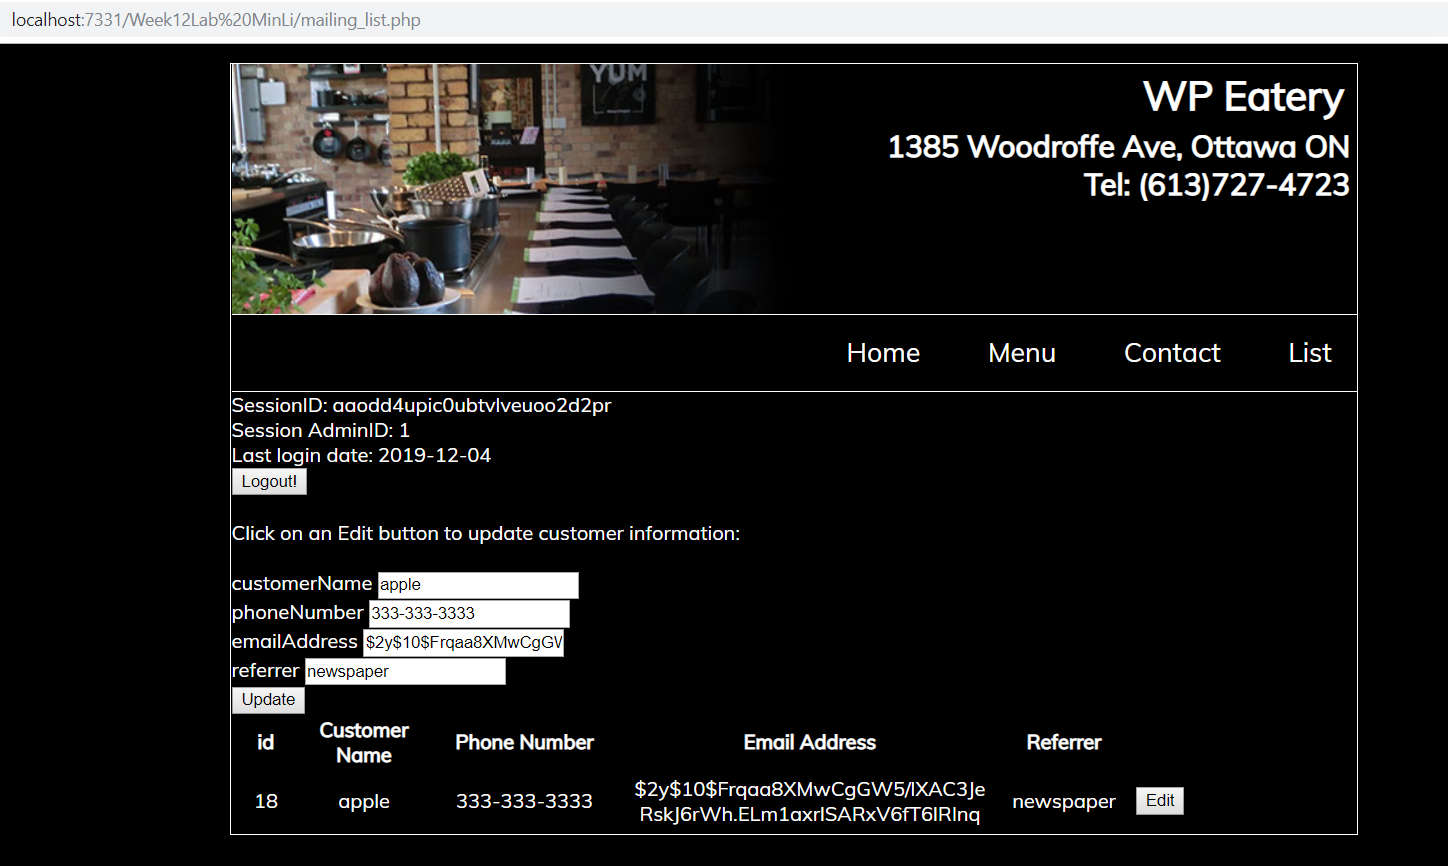 localhost:7331/Week12Lab%20MinLi/mailing_list.php
YUM
WP Eatery
1385 Woodroffe Ave, Ottawa ON
Tel: (613)727-4723
Home Menu Contact List
SessionID: aaodd4upic0ubtvlveuoo2d2pr
Session AdminID: 1
Last login date: 2019-12-04
Logout!
Click on an Edit button to update customer information:
customerName apple
phoneNumber 333-333-3333
emailAddress $2y$10$Frqaa8XMwCgGW
referrer newspaper
Update
id Customer Name Phone Number Email Address Referrer
18 apple 333-333-3333 $2y$10$Frqaa8XMwCgGW5/lXAC3Je newspaper Edit
RskJ6rWh.ELm1axrISARxV6fT6IRInq